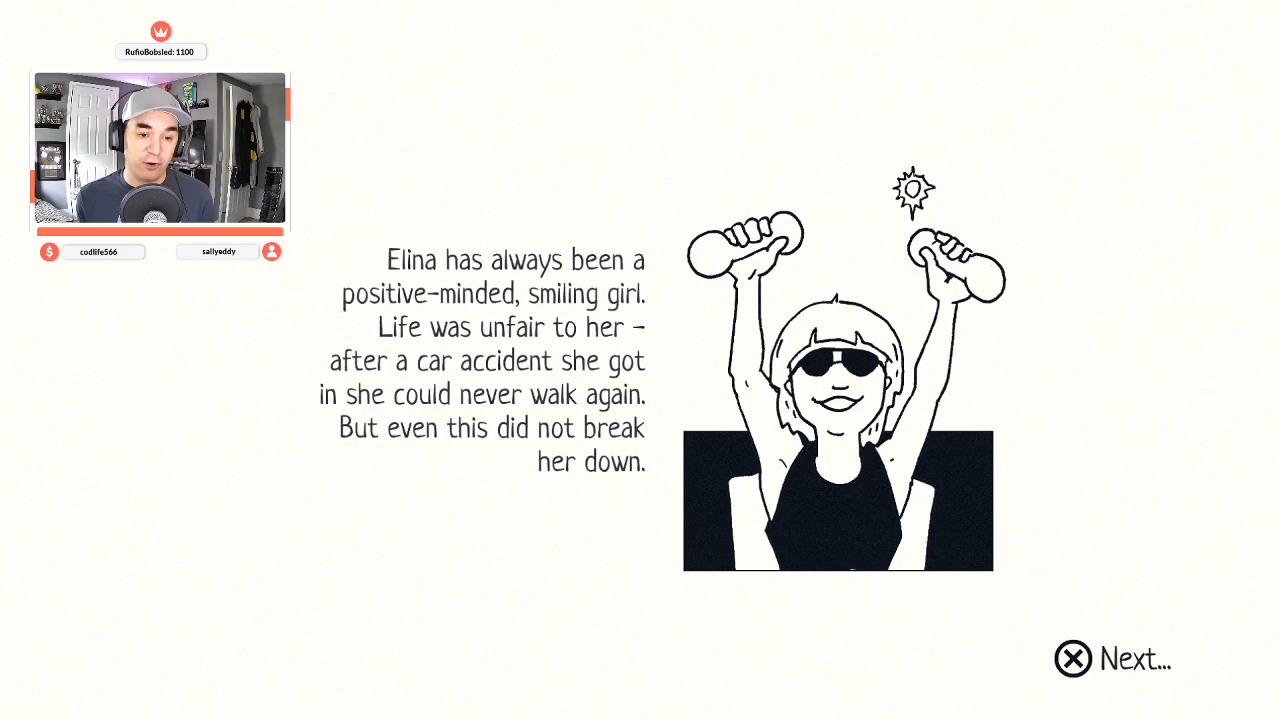 RufioBobsled: 1100
codlife566
sallyeddy
Elina has always been a
positive-minded, smiling girl.
Life was unfair to her -
after a car accident she got
in she could never walk again.
But even this did not break
her down.
Next...